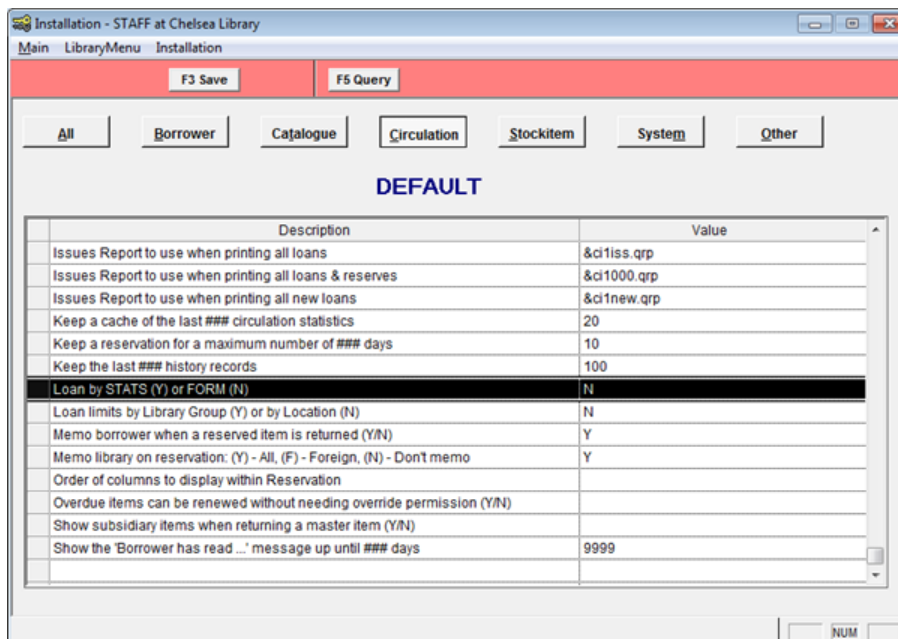 Installation - STAFF at Chelsea Library
Main LibraryMenu Installation
F3 Save F5 Query
All Borrower Catalogue Circulation Stockitem System Other
DEFAULT
Description Value
Issues Report to use when printing all loans &ci1iss.qrp
Issues Report to use when printing all loans & reserves &ci1000.qrp
Issues Report to use when printing all new loans &ci1new.qrp
Keep a cache of the last ### circulation statistics 20
Keep a reservation for a maximum number of ### days 10
Keep the last ### history records 100
Loan by STATS (Y) or FORM (N) N
Loan limits by Library Group (Y) or by Location (N) N
Memo borrower when a reserved item is returned (Y/N) Y
Memo library on reservation: (Y) - All, (F) - Foreign, (N) - Don't memo Y
Order of columns to display within Reservation
Overdue items can be renewed without needing override permission (Y/N)
Show subsidiary items when returning a master item (Y/N)
Show the 'Borrower has read ...' message up until ### days 9999
NUM